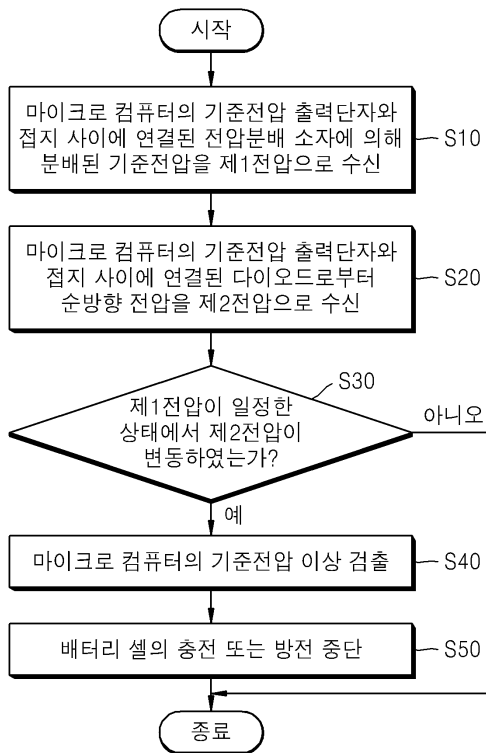 시작
마이크로 컴퓨터의 기준전압 출력단자와
접지 사이에 연결된 전압분배 소자에 의해
분배된 기준전압을 제1전압으로 수신
S10
마이크로 컴퓨터의 기준전압 출력단자와
접지 사이에 연결된 다이오드로부터
순방향 전압을 제2전압으로 수신
S20
S30
제1전압이 일정한
상태에서 제2전압이
변동하였는가?
아니오
예
마이크로 컴퓨터의 기준전압 이상 검출
S40
배터리 셀의 충전 또는 방전 중단
S50
종료